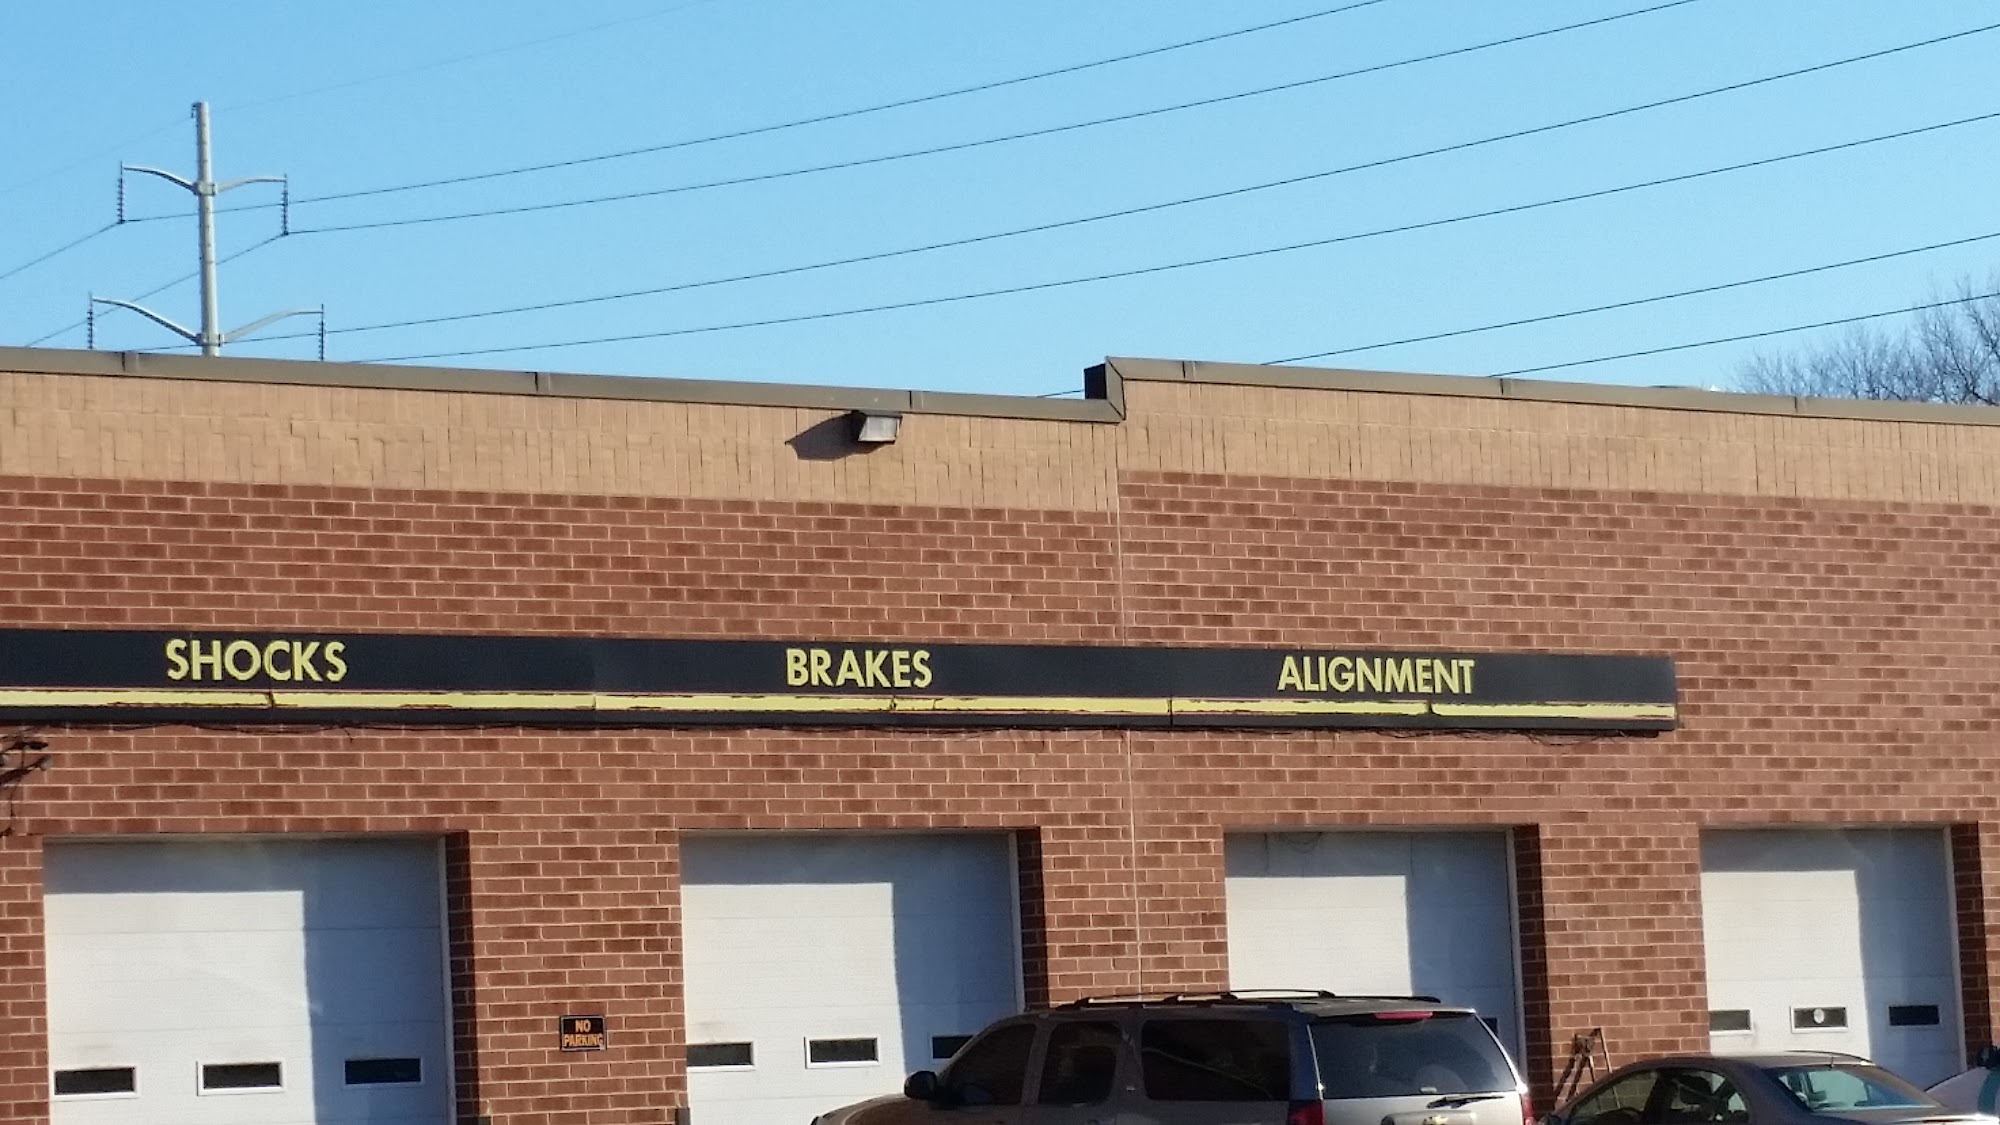 SHOCKS
BRAKES
ALIGNMENT
NO
PARKING